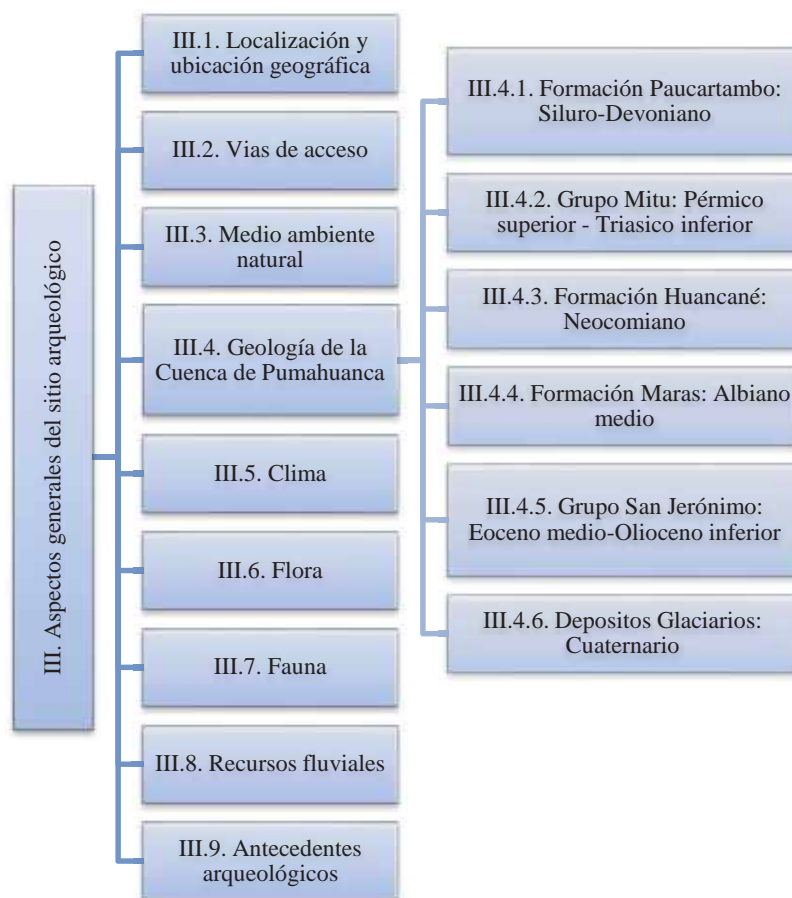 III. Aspectos generales del sitio arqueológico
III.1. Localización y
ubicación geográfica
III.2. Vias de acceso
III.3. Medio ambiente
natural
III.4. Geología de la
Cuenca de Pumahuanca
III.4.1. Formación Paucartambo:
Siluro-Devoniano
III.4.2. Grupo Mitu: Pérmico
superior - Triasico inferior
III.4.3. Formación Huancané:
Neocomiano
III.4.4. Formación Maras: Albiano
medio
III.4.5. Grupo San Jerónimo:
Eoceno medio-Olioceno inferior
III.4.6. Depositos Glaciarios:
Cuaternario
III.5. Clima
III.6. Flora
III.7. Fauna
III.8. Recursos fluviales
III.9. Antecedentes
arqueológicos